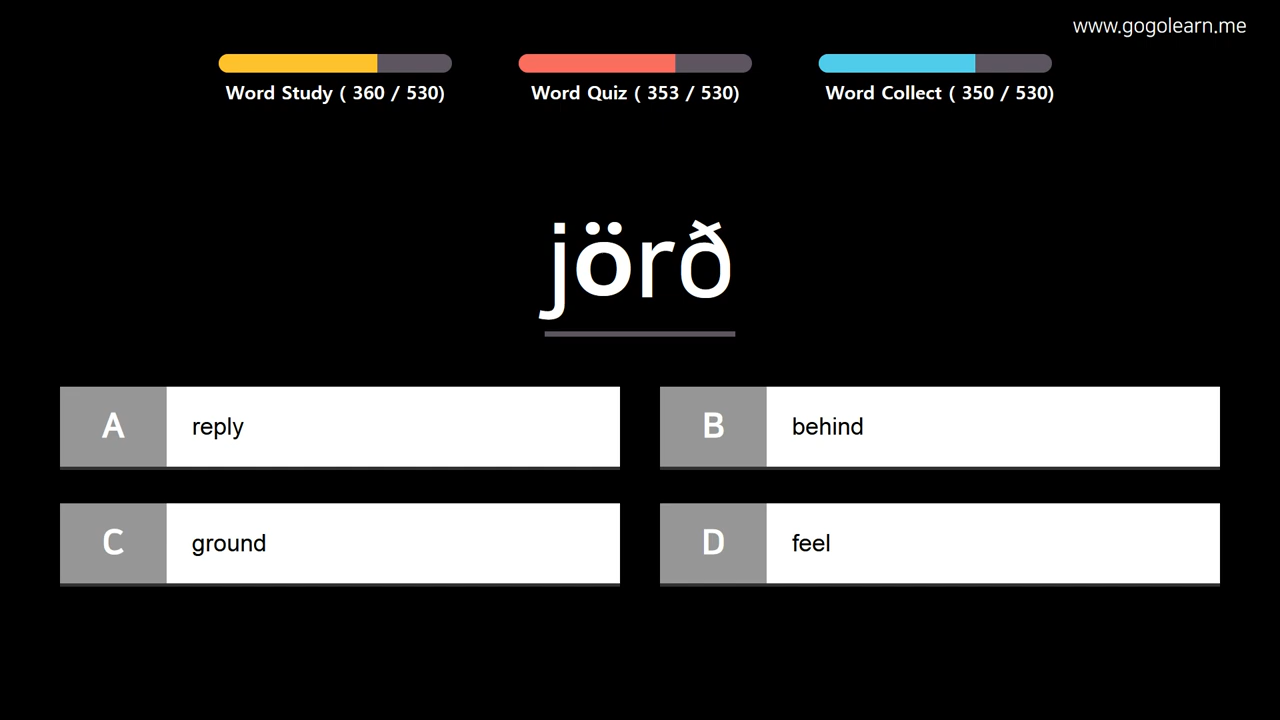 www.gogolearn.me
Word Study ( 360 / 530)
Word Quiz ( 353 / 530)
Word Collect ( 350 / 530)
jörð
A reply
B behind
C ground
D feel